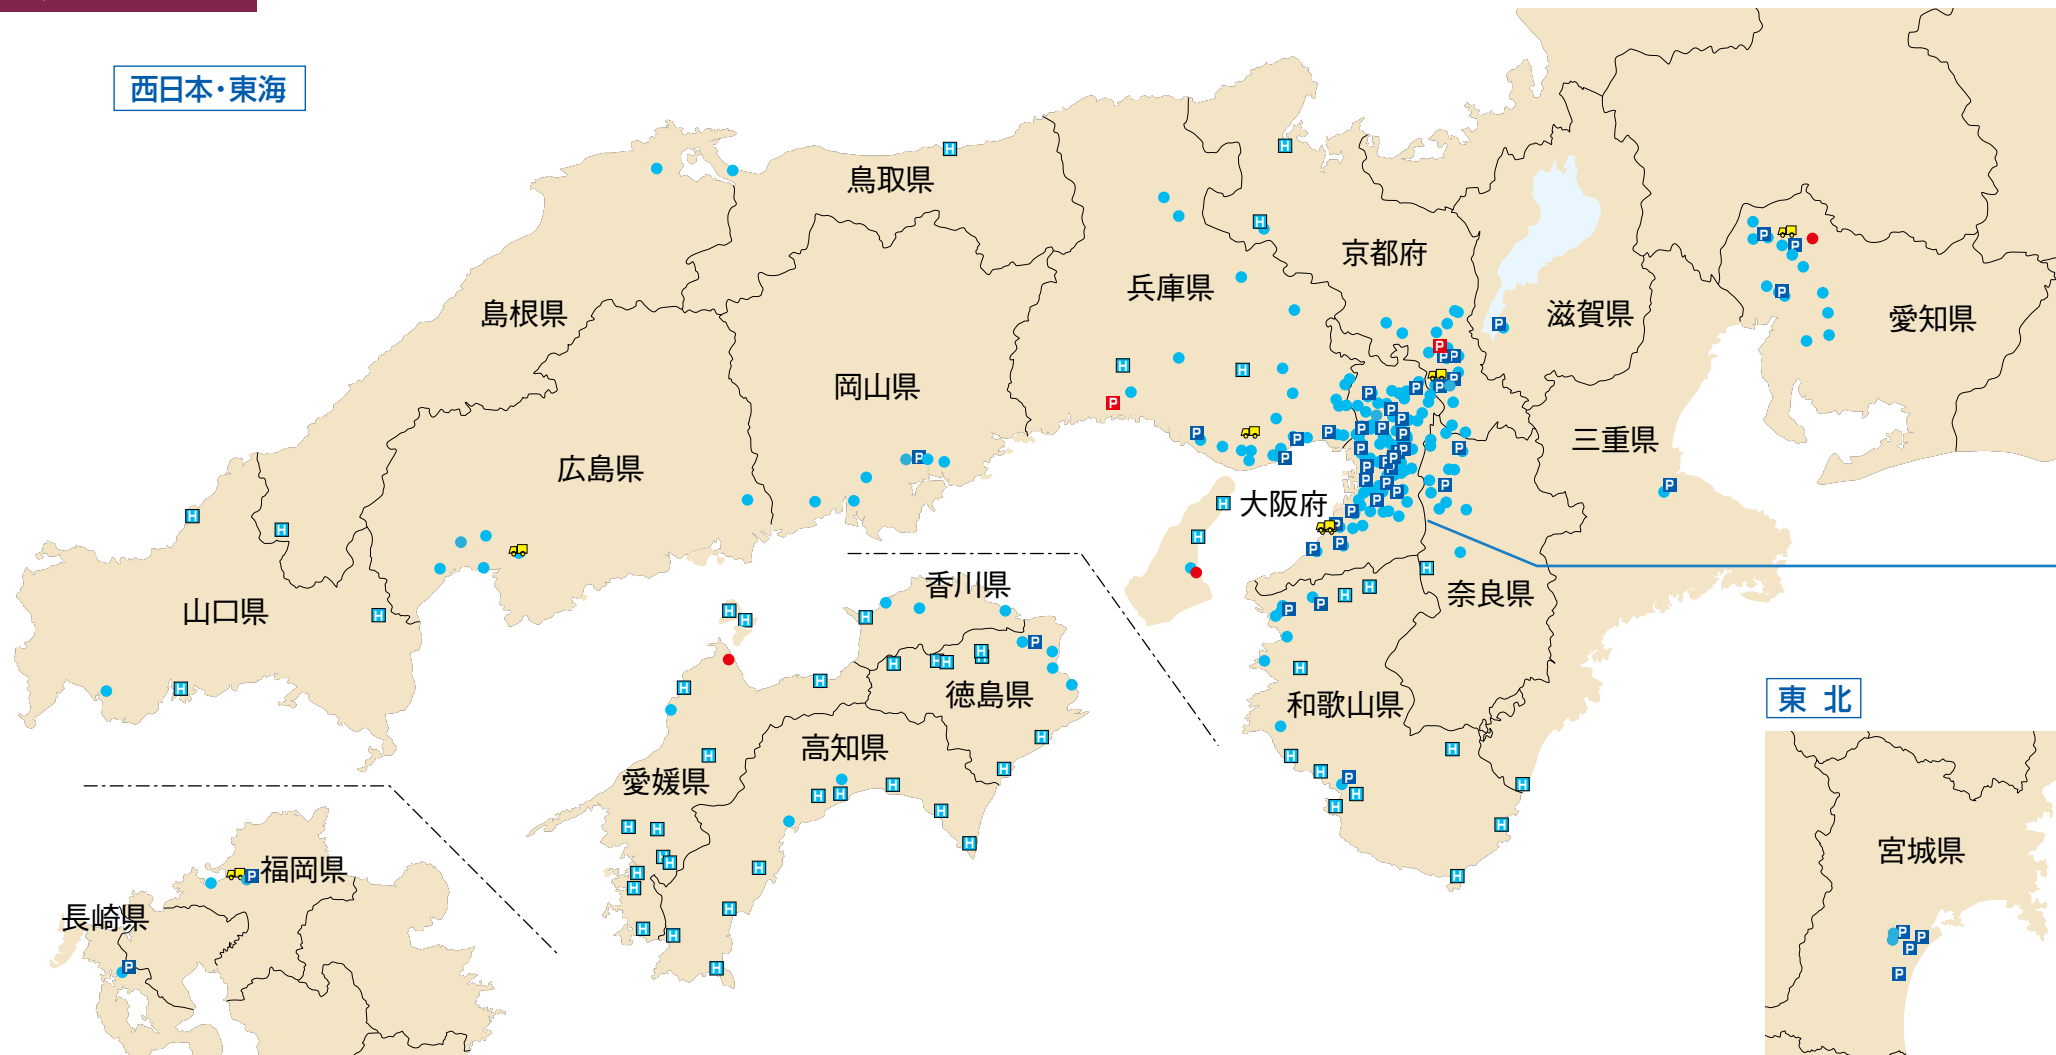 西日本・東海
鳥取県
京都府
兵庫県
島根県
滋賀県
愛知県
岡山県
三重県
広島県
大阪府
香川県
奈良県
山口県
徳島県
和歌山県
東 北
高知県
愛媛県
宮城県
福岡県
長崎県